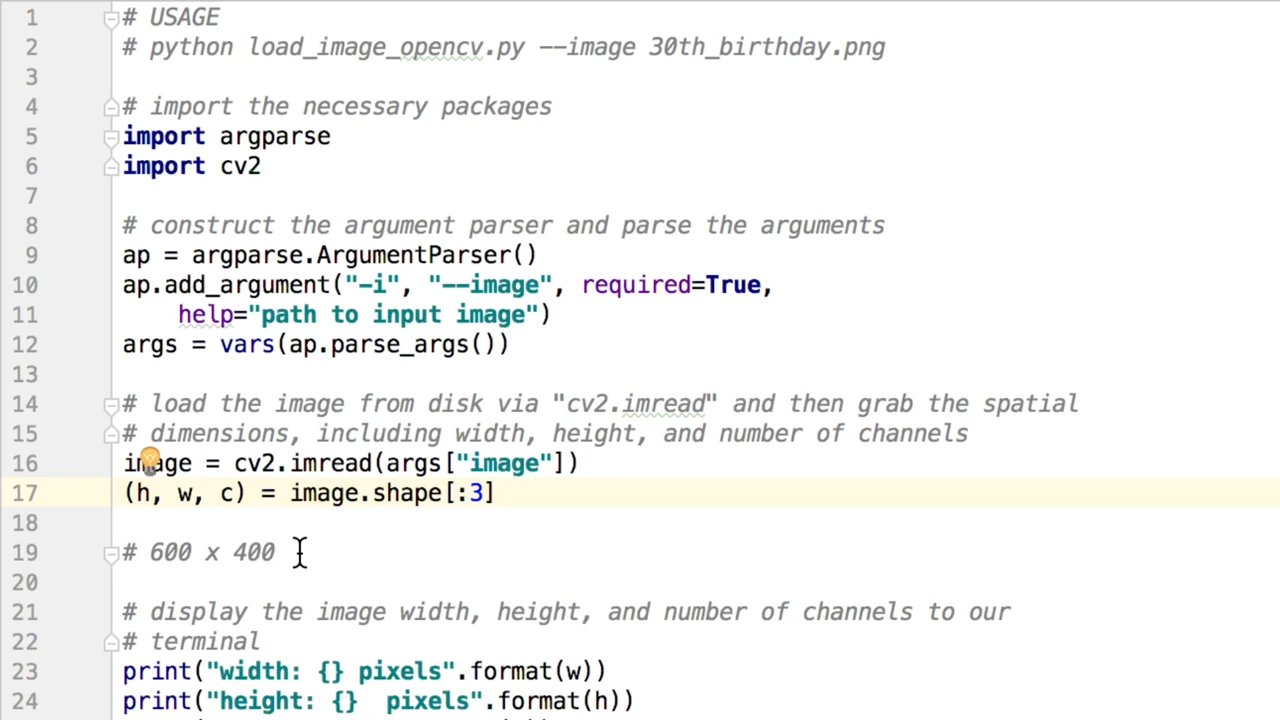 1 # USAGE
2 # python load_image_opencv.py --image 30th_birthday.png
3
4 # import the necessary packages
5 import argparse
6 import cv2
7
8 # construct the argument parser and parse the arguments
9 ap = argparse.ArgumentParser()
10 ap.add_argument("-i", "--image", required=True,
11     help="path to input image")
12 args = vars(ap.parse_args())
13
14 # load the image from disk via "cv2.imread" and then grab the spatial
15 # dimensions, including width, height, and number of channels
16 image = cv2.imread(args["image"])
17 (h, w, c) = image.shape[:3]
18
19 # 600 x 400
20
21 # display the image width, height, and number of channels to our
22 # terminal
23 print("width: {} pixels".format(w))
24 print("height: {}  pixels".format(h))